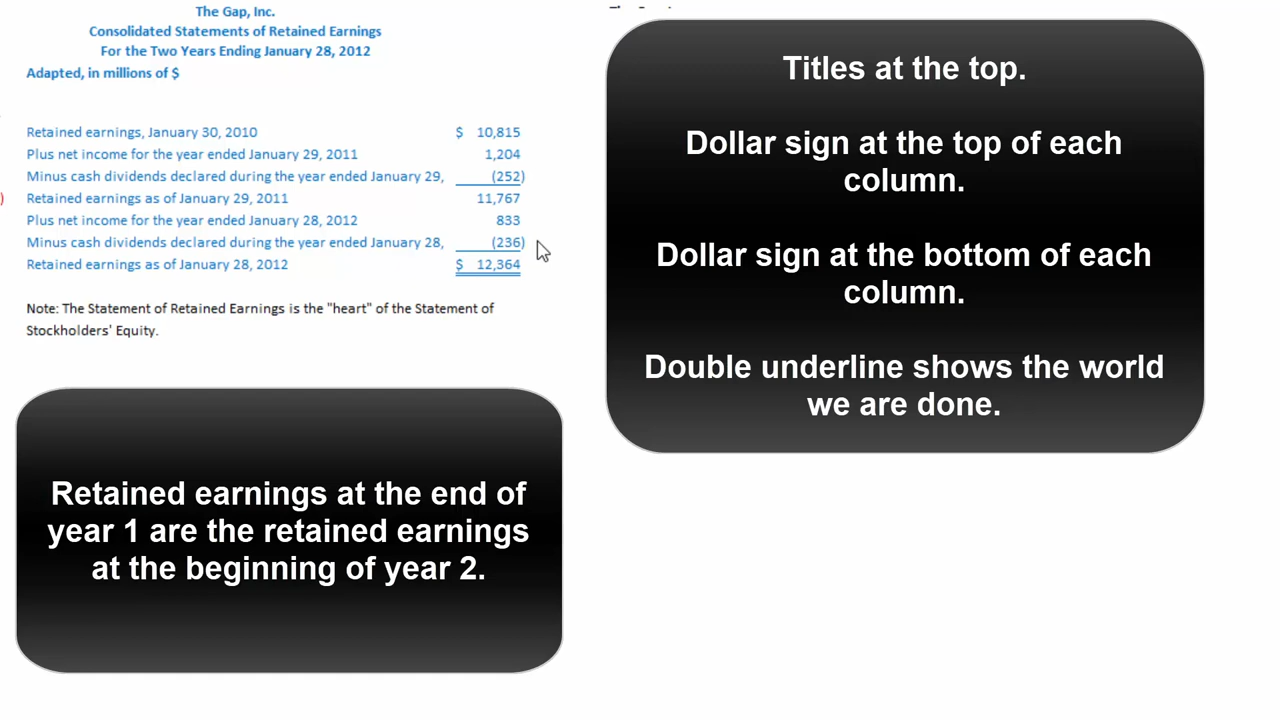 The Gap, Inc.
Consolidated Statements of Retained Earnings
For the Two Years Ending January 28, 2012
Adapted, in millions of $
Retained earnings, January 30, 2010 $ 10,815
Plus net income for the year ended January 29, 2011 1,204
Minus cash dividends declared during the year ended January 29, (252)
) Retained earnings as of January 29, 2011 11,767
Plus net income for the year ended January 28, 2012 833
Minus cash dividends declared during the year ended January 28, (236)
Retained earnings as of January 28, 2012 $ 12,364
Note: The Statement of Retained Earnings is the "heart" of the Statement of
Stockholders' Equity.
Titles at the top.
Dollar sign at the top of each
column.
Dollar sign at the bottom of each
column.
Double underline shows the world
we are done.
Retained earnings at the end of
year 1 are the retained earnings
at the beginning of year 2.